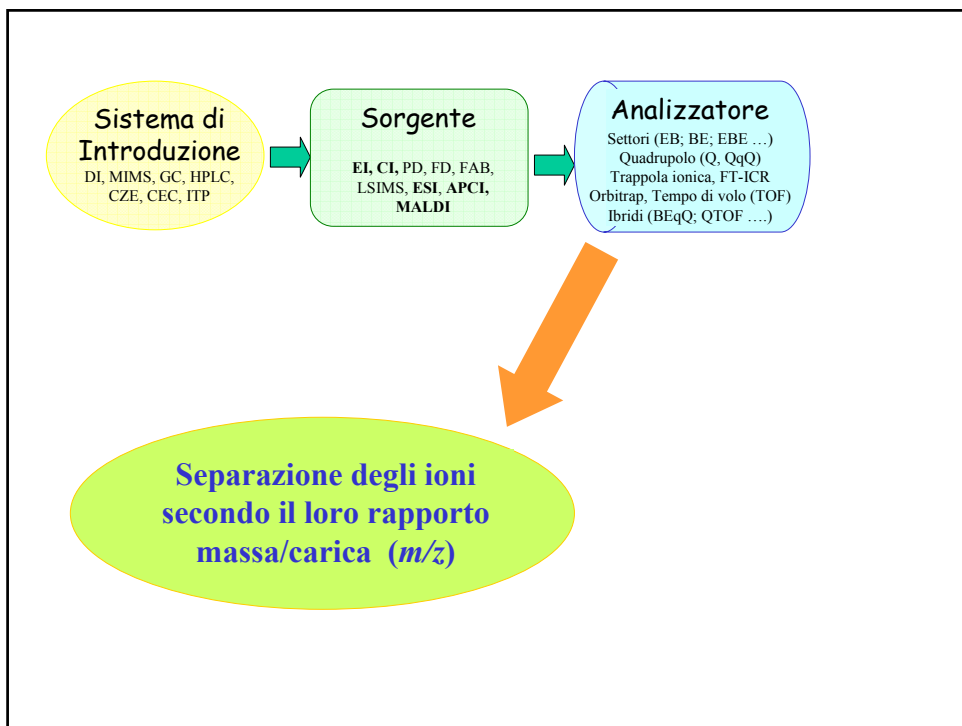 Sistema di
Introduzione
DI, MIMS, GC, HPLC,
CZE, CEC, ITP
Sorgente
EI, CI, PD, FD, FAB,
LSIMS, ESI, APCI,
MALDI
Analizzatore
Settori (EB; BE; EBE ...)
Quadrupolo (Q, QqQ)
Trappola ionica, FT-ICR
Orbitrap, Tempo di volo (TOF)
Ibridi (BEqQ; QTOF ....)
Separazione degli ioni
secondo il loro rapporto
massa/carica (m/z)